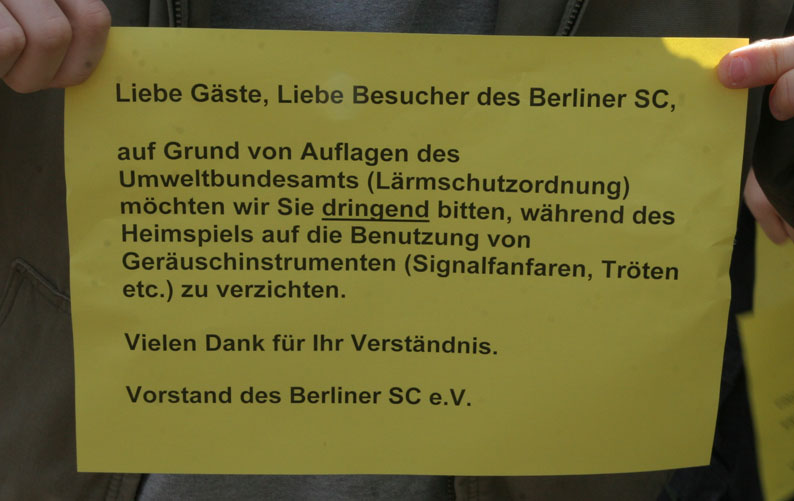 Liebe Gäste, Liebe Besucher des Berliner SC,
auf Grund von Auflagen des
Umweltbundesamts (Lärmschutzordnung)
möchten wir Sie dringend bitten, während des
Heimspiels auf die Benutzung von
Geräuschinstrumenten (Signalfanfaren, Tröten
etc.) zu verzichten.
Vielen Dank für Ihr Verständnis.
Vorstand des Berliner SC e.V.